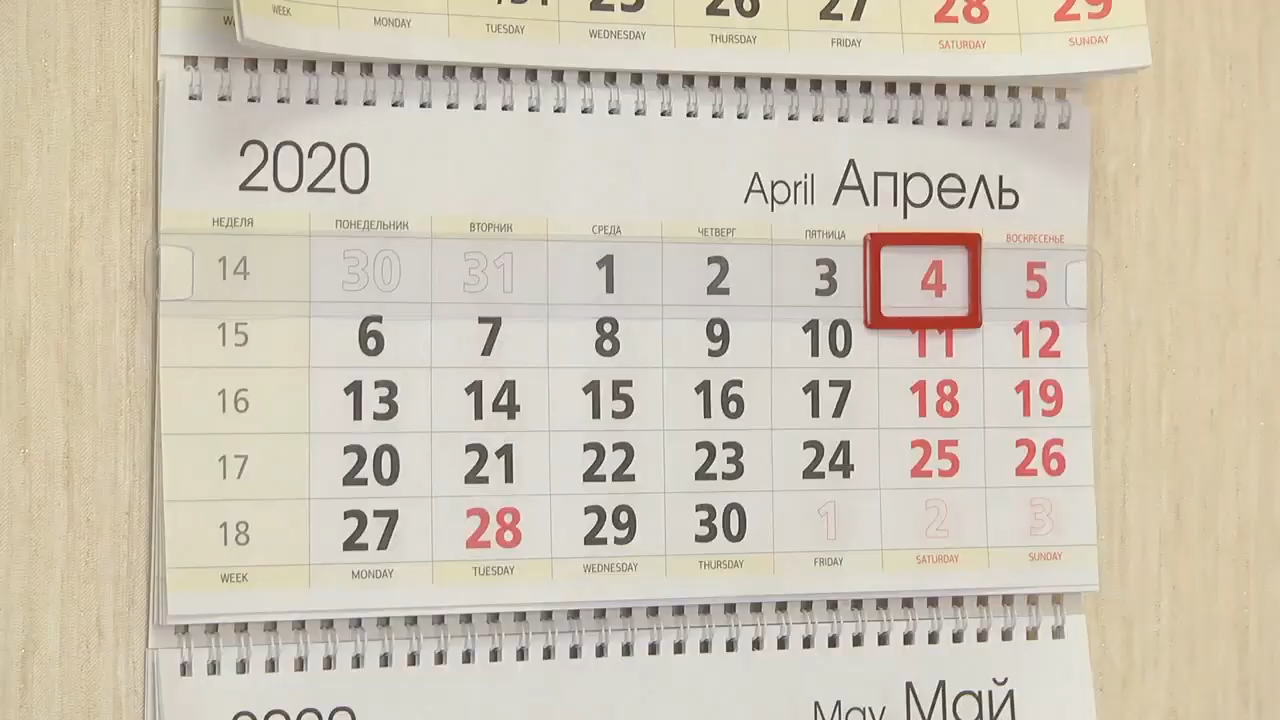 25 26 27 28 29
WEEK MONDAY TUESDAY WEDNESDAY THURSDAY FRIDAY SATURDAY SUNDAY
2020 April Апрель
НЕДЕЛЯ ПОНЕДЕЛЬНИК ВТОРНИК СРЕДА ЧЕТВЕРГ ПЯТНИЦА ВОСКРЕСЕНЬЕ
14 30 31 1 2 3 4 5
15 6 7 8 9 10 11 12
16 13 14 15 16 17 18 19
17 20 21 22 23 24 25 26
18 27 28 29 30 1 2 3
WEEK MONDAY TUESDAY WEDNESDAY THURSDAY FRIDAY SATURDAY SUNDAY
May Май